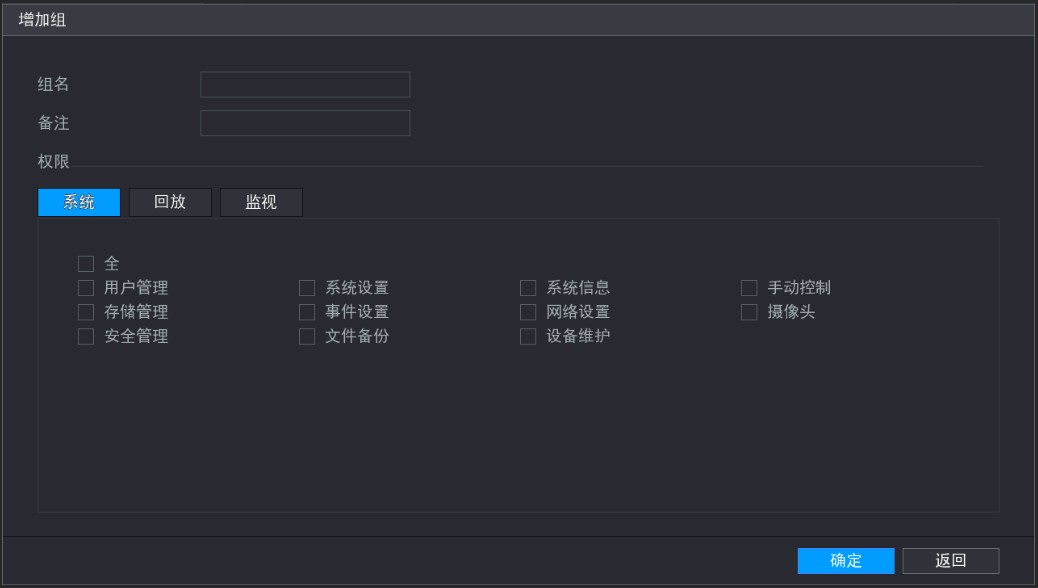 增加组
组名
备注
权限
系统 回放 监视
全
用户管理 系统设置 系统信息 手动控制
存储管理 事件设置 网络设置 摄像头
安全管理 文件备份 设备维护
确定 返回